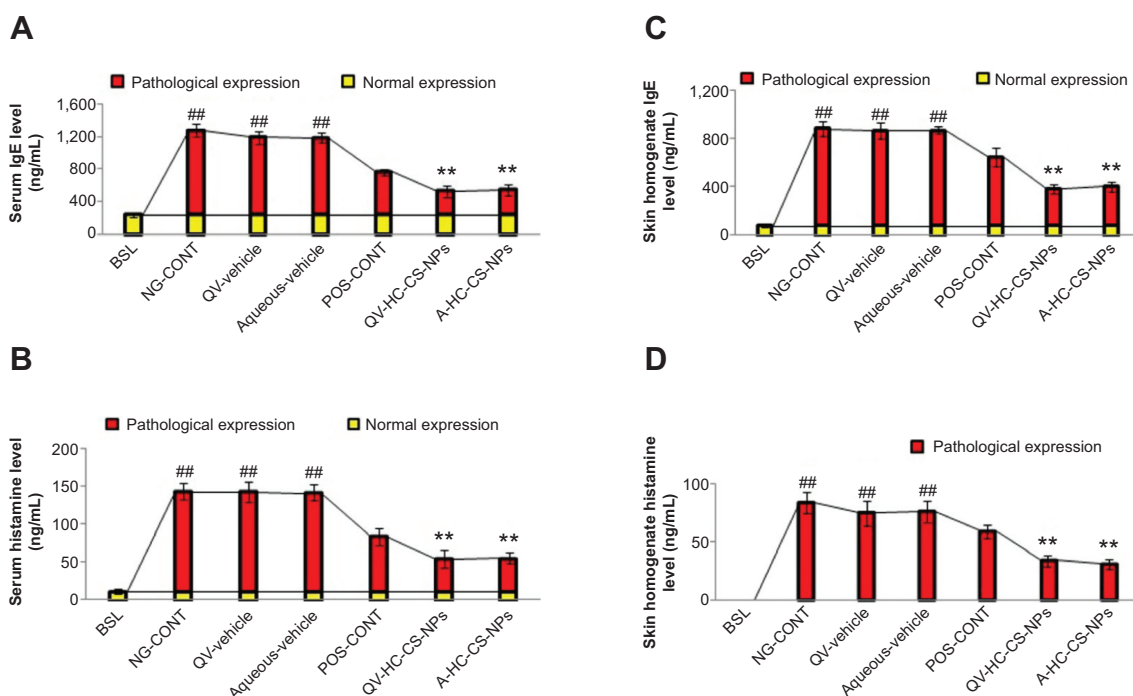 A
Pathological expression
Normal expression
Serum IgE level
(ng/mL)
1,600
1,200
800
400
0
##
##
##
**
**
BSL
NG-CONT
QV-vehicle
Aqueous-vehicle
POS-CONT
QV-HC-CS-NPs
A-HC-CS-NPs
C
Pathological expression
Normal expression
Skin homogenate IgE
level (ng/mL)
1,200
800
400
0
##
##
##
**
**
BSL
NG-CONT
QV-vehicle
Aqueous-vehicle
POS-CONT
QV-HC-CS-NPs
A-HC-CS-NPs
B
Pathological expression
Normal expression
Serum histamine level
(ng/mL)
200
150
100
50
0
##
##
##
**
**
BSL
NG-CONT
QV-vehicle
Aqueous-vehicle
POS-CONT
QV-HC-CS-NPs
A-HC-CS-NPs
D
Pathological expression
Skin homogenate histamine
level (ng/mL)
100
50
0
##
##
##
**
**
BSL
NG-CONT
QV-vehicle
Aqueous-vehicle
POS-CONT
QV-HC-CS-NPs
A-HC-CS-NPs